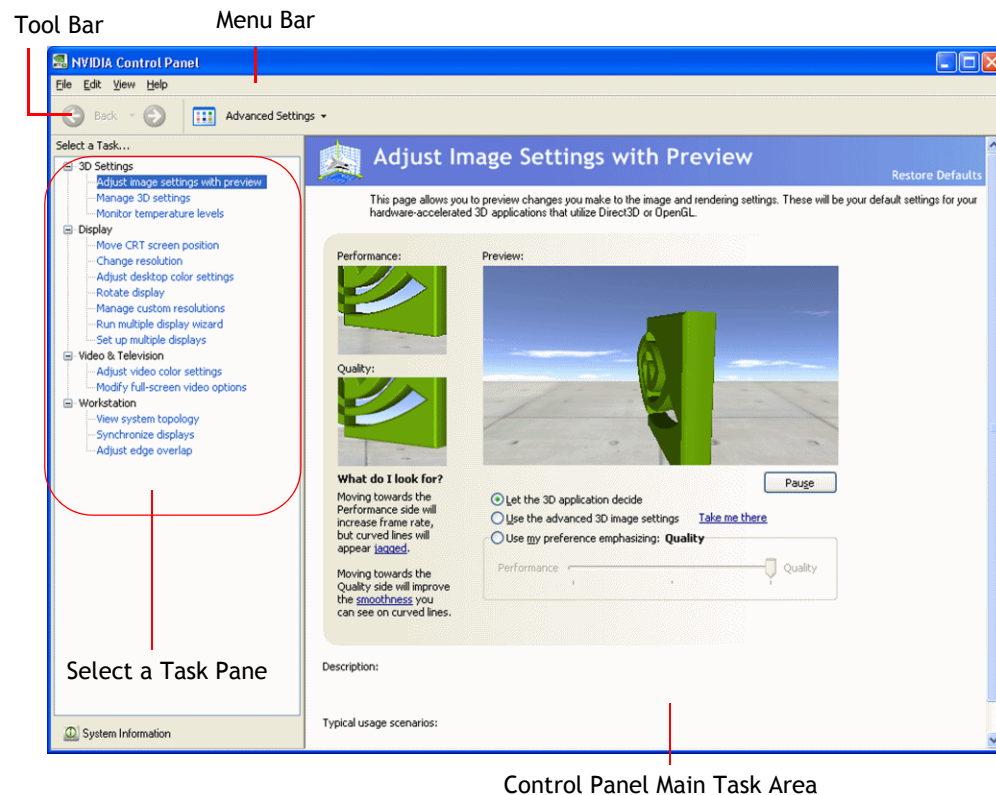 Tool Bar
Menu Bar
NVIDIA Control Panel
File Edit View Help
Back
Advanced Settings
Select a Task...
3D Settings
Adjust image settings with preview
Manage 3D settings
Monitor temperature levels
Display
Move CRT screen position
Change resolution
Adjust desktop color settings
Rotate display
Manage custom resolutions
Run multiple display wizard
Set up multiple displays
Video & Television
Adjust video color settings
Modify full-screen video options
Workstation
View system topology
Synchronize displays
Adjust edge overlap
Select a Task Pane
System Information
Adjust Image Settings with Preview
Restore Defaults
This page allows you to preview changes you make to the image and rendering settings. These will be your default settings for your
hardware-accelerated 3D applications that utilize Direct3D or OpenGL.
Performance:
Quality:
What do I look for?
Moving towards the
Performance side will
increase frame rate,
but curved lines will
appear jagged.
Moving towards the
Quality side will improve
the smoothness you
can see on curved lines.
Preview:
Pause
Let the 3D application decide
Use the advanced 3D image settings Take me there
Use my preference emphasizing: Quality
Performance Quality
Description:
Typical usage scenarios:
Control Panel Main Task Area